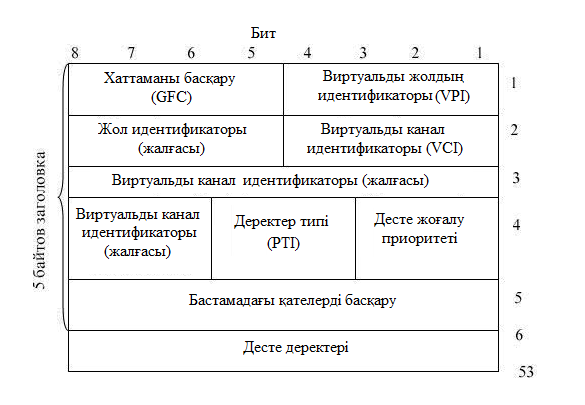 Бит
8 7 6 5 4 3 2 1
Хаттаманы басқару
(GFC)
Виртуальды жолдың
идентификаторы (VPI)
1
Жол идентификаторы
(жалғасы)
Виртуальды канал
идентификаторы (VCI)
2
Виртуальды канал идентификаторы (жалғасы)
3
Виртуальды канал
идентификаторы
(жалғасы)
Деректер типі
(PTI)
Десте жоғалу
приоритеті
4
Бастамадағы қателерді басқару
5
6
Десте деректері
53
5 байтов заголовка